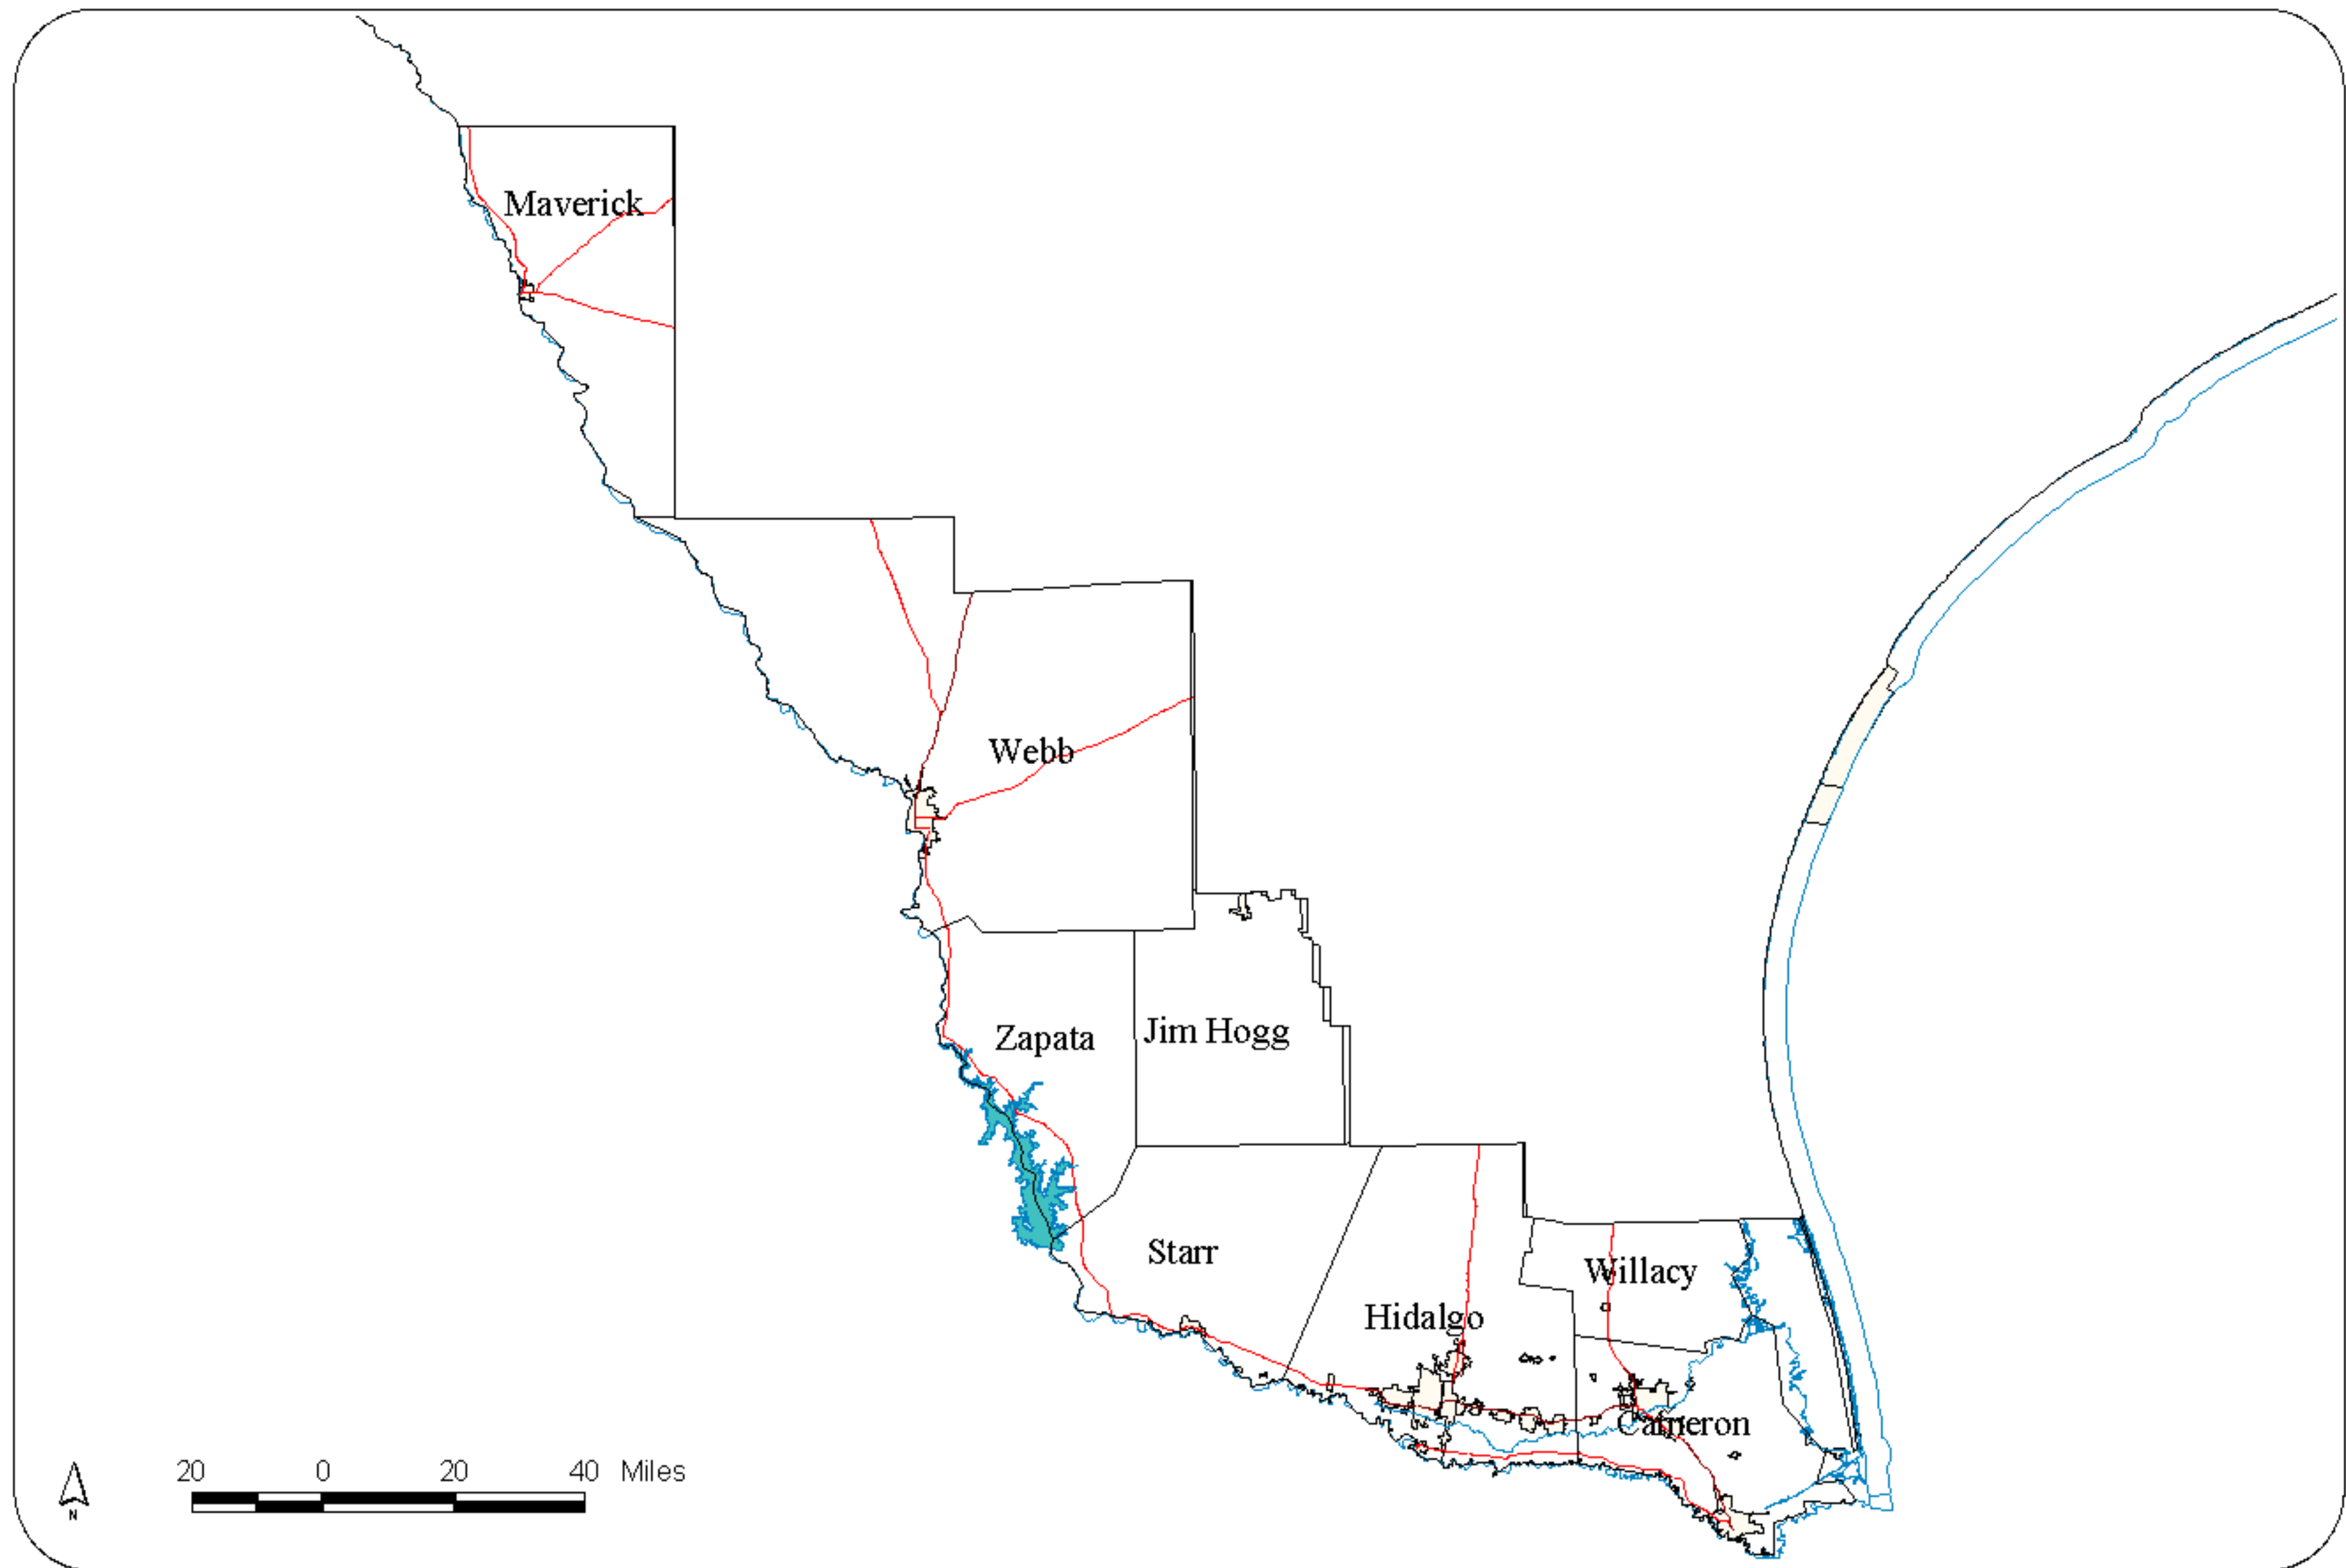 Maverick
Webb
Zapata
Jim Hogg
Starr
Willacy
Hidalgo
Cameron
20 0 20 40 Miles
N